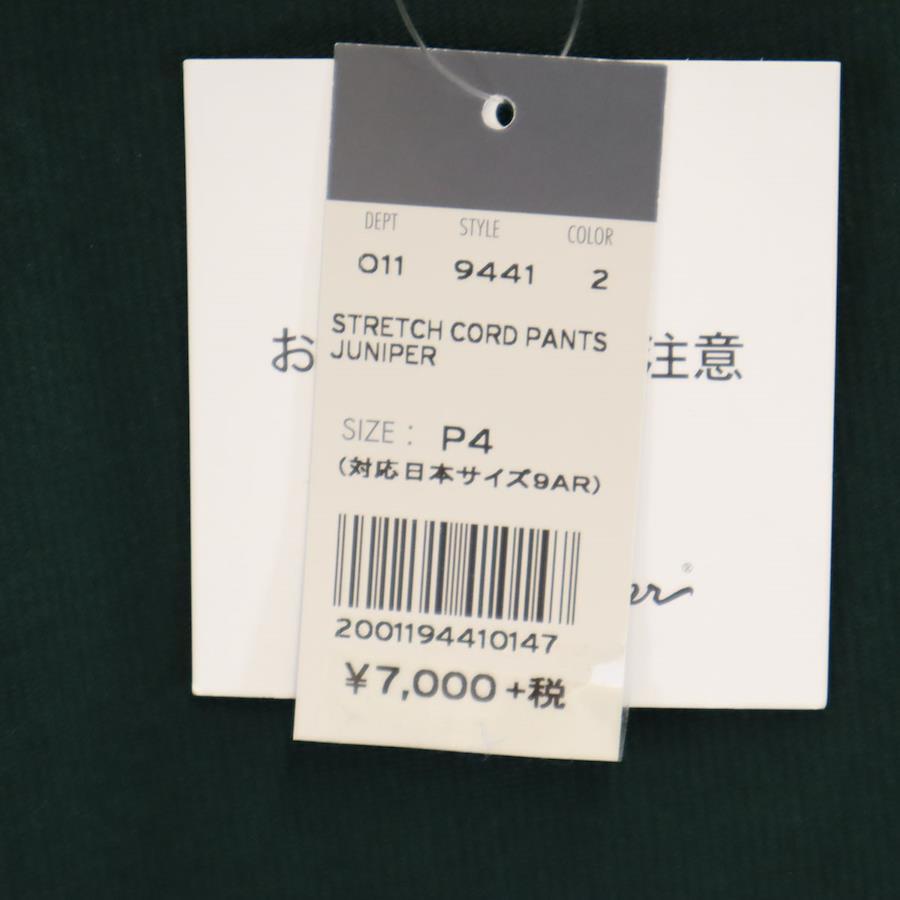 DEPT STYLE COLOR
011 9441 2
STRETCH CORD PANTS
JUNIPER
お 注意
SIZE : P4
(対応日本サイズ9AR)
®
2001194410147
¥7,000+税